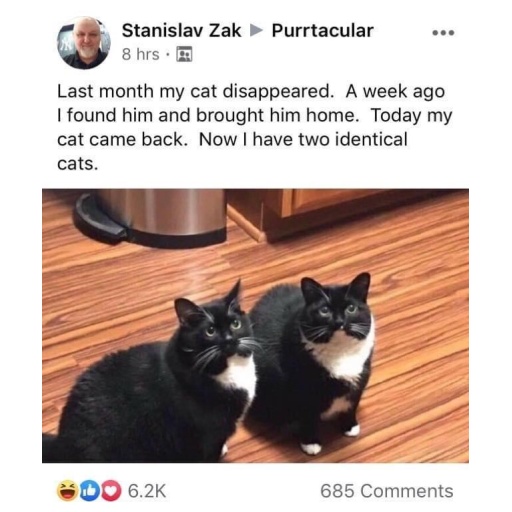 Stanislav Zak ▶ Purrtacular
8 hrs ·
Last month my cat disappeared.  A week ago
I found him and brought him home.  Today my
cat came back.  Now I have two identical
cats.
6.2K 685 Comments